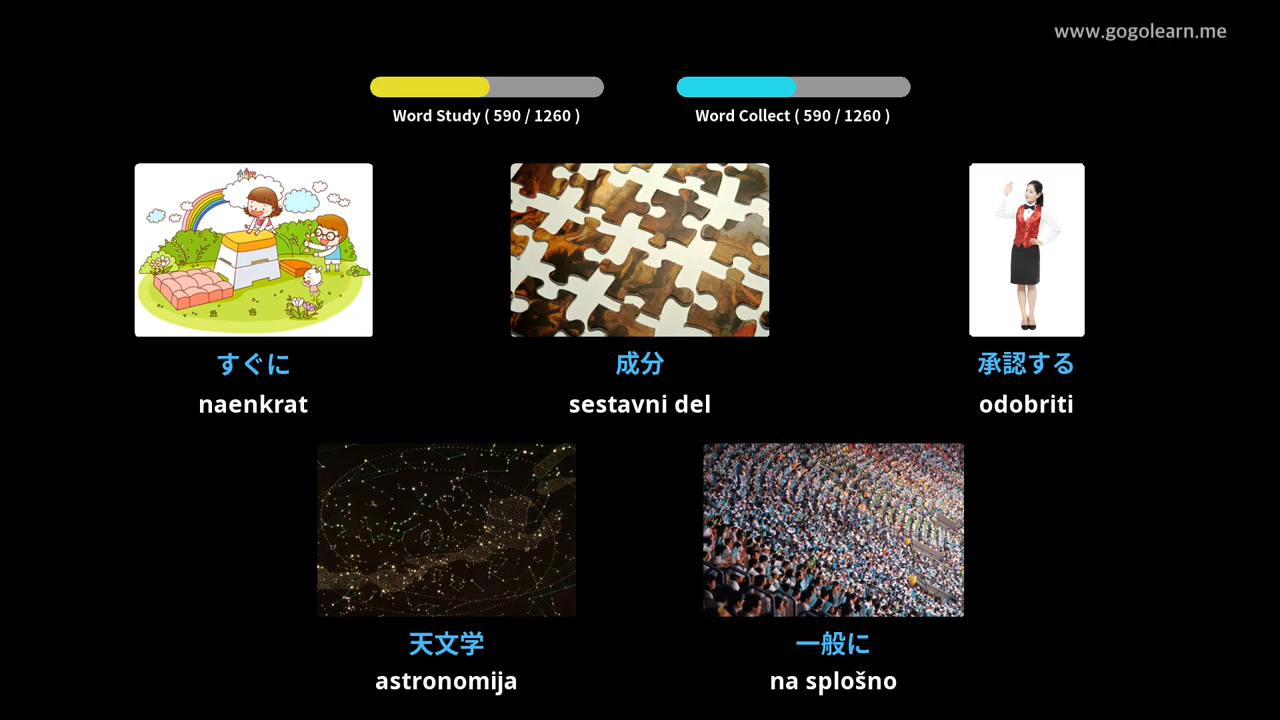 www.gogolearn.me
Word Study ( 590 / 1260 )
Word Collect ( 590 / 1260 )
すぐに
naenkrat
成分
sestavni del
承認する
odobriti
天文学
astronomija
一般に
na splošno